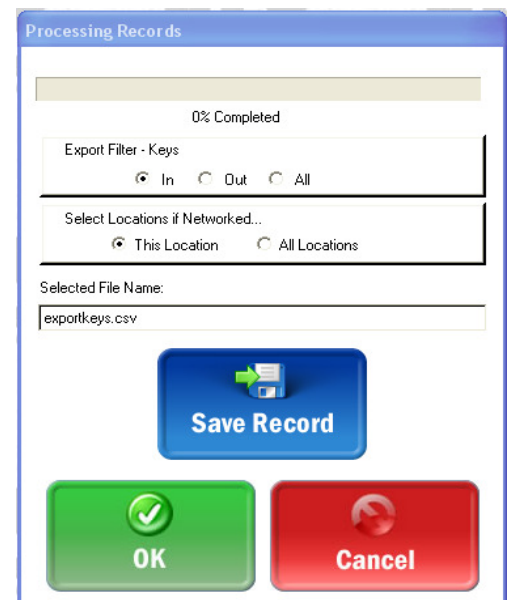 Processing Records
0% Completed
Export Filter - Keys
In Out All
Select Locations if Networked...
This Location All Locations
Selected File Name:
exportkeys.csv
Save Record
OK Cancel